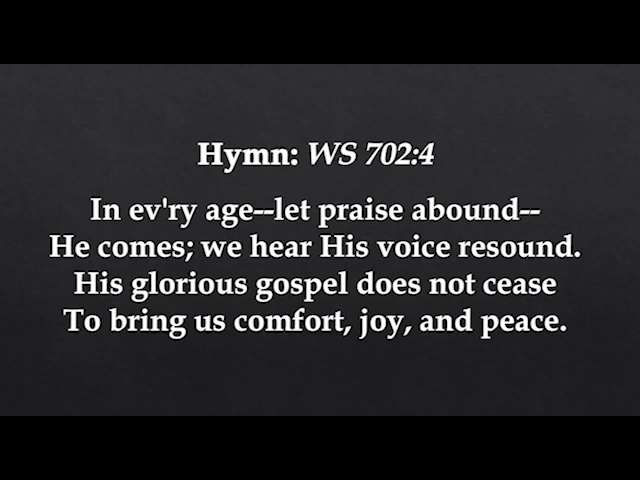 Hymn: WS 702:4
In ev'ry age--let praise abound--
He comes; we hear His voice resound.
His glorious gospel does not cease
To bring us comfort, joy, and peace.